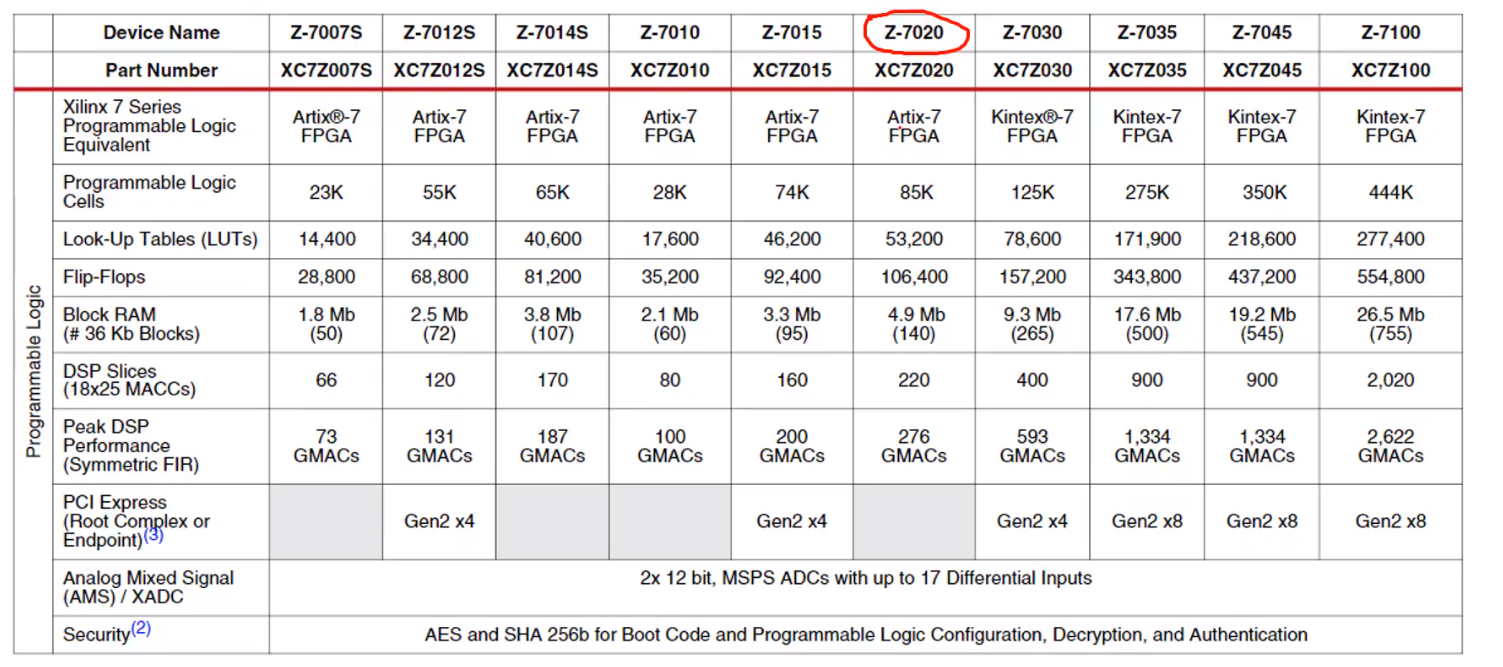 Device Name Z-7007S Z-7012S Z-7014S Z-7010 Z-7015 Z-7020 Z-7030 Z-7035 Z-7045 Z-7100
Part Number XC7Z007S XC7Z012S XC7Z014S XC7Z010 XC7Z015 XC7Z020 XC7Z030 XC7Z035 XC7Z045 XC7Z100
Programmable Logic
Xilinx 7 Series
Programmable Logic
Equivalent
Artix®-7 Artix-7 Artix-7 Artix-7 Artix-7 Artix-7 Kintex®-7 Kintex-7 Kintex-7 Kintex-7
FPGA FPGA FPGA FPGA FPGA FPGA FPGA FPGA FPGA FPGA
Programmable Logic
Cells
23K 55K 65K 28K 74K 85K 125K 275K 350K 444K
Look-Up Tables (LUTs) 14,400 34,400 40,600 17,600 46,200 53,200 78,600 171,900 218,600 277,400
Flip-Flops 28,800 68,800 81,200 35,200 92,400 106,400 157,200 343,800 437,200 554,800
Block RAM 1.8 Mb 2.5 Mb 3.8 Mb 2.1 Mb 3.3 Mb 4.9 Mb 9.3 Mb 17.6 Mb 19.2 Mb 26.5 Mb
(# 36 Kb Blocks) (50) (72) (107) (60) (95) (140) (265) (500) (545) (755)
DSP Slices
(18x25 MACCs)
66 120 170 80 160 220 400 900 900 2,020
Peak DSP
Performance
(Symmetric FIR)
73 131 187 100 200 276 593 1,334 1,334 2,622
GMACs GMACs GMACs GMACs GMACs GMACs GMACs GMACs GMACs GMACs
PCI Express
(Root Complex or
Endpoint)(3)
Gen2 x4 Gen2 x4 Gen2 x4 Gen2 x8 Gen2 x8 Gen2 x8
Analog Mixed Signal
(AMS) / XADC
2x 12 bit, MSPS ADCs with up to 17 Differential Inputs
Security(2) AES and SHA 256b for Boot Code and Programmable Logic Configuration, Decryption, and Authentication